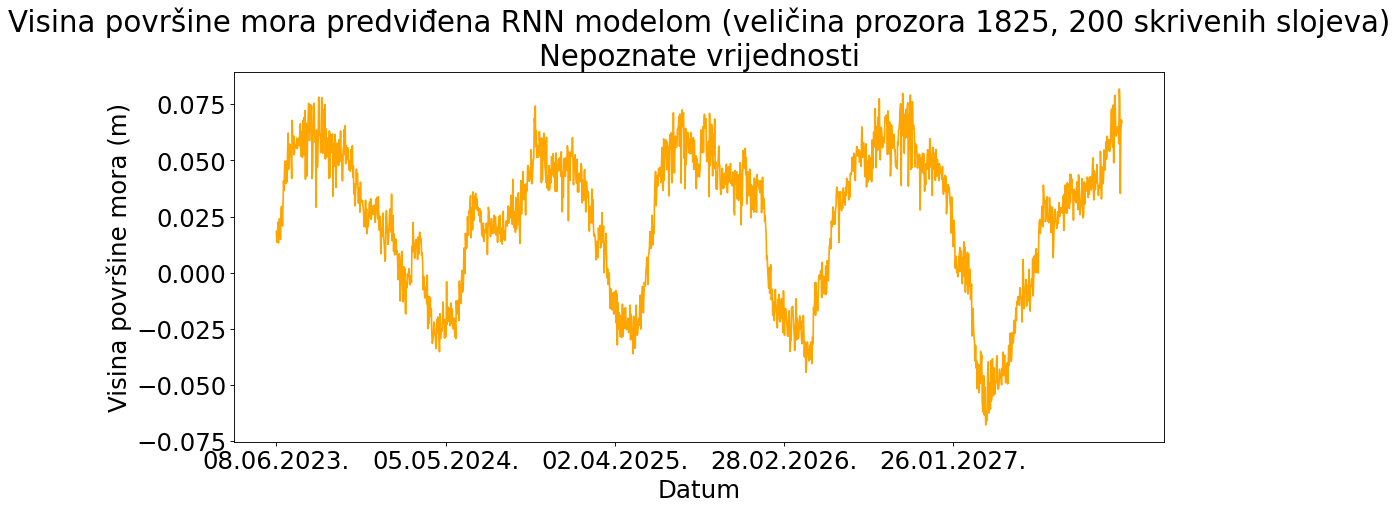 Visina površine mora predviđena RNN modelom (veličina prozora 1825, 200 skrivenih slojeva)
Nepoznate vrijednosti
Visina površine mora (m)
0.075
0.050
0.025
0.000
−0.025
−0.050
−0.075
08.06.2023. 05.05.2024. 02.04.2025. 28.02.2026. 26.01.2027.
Datum